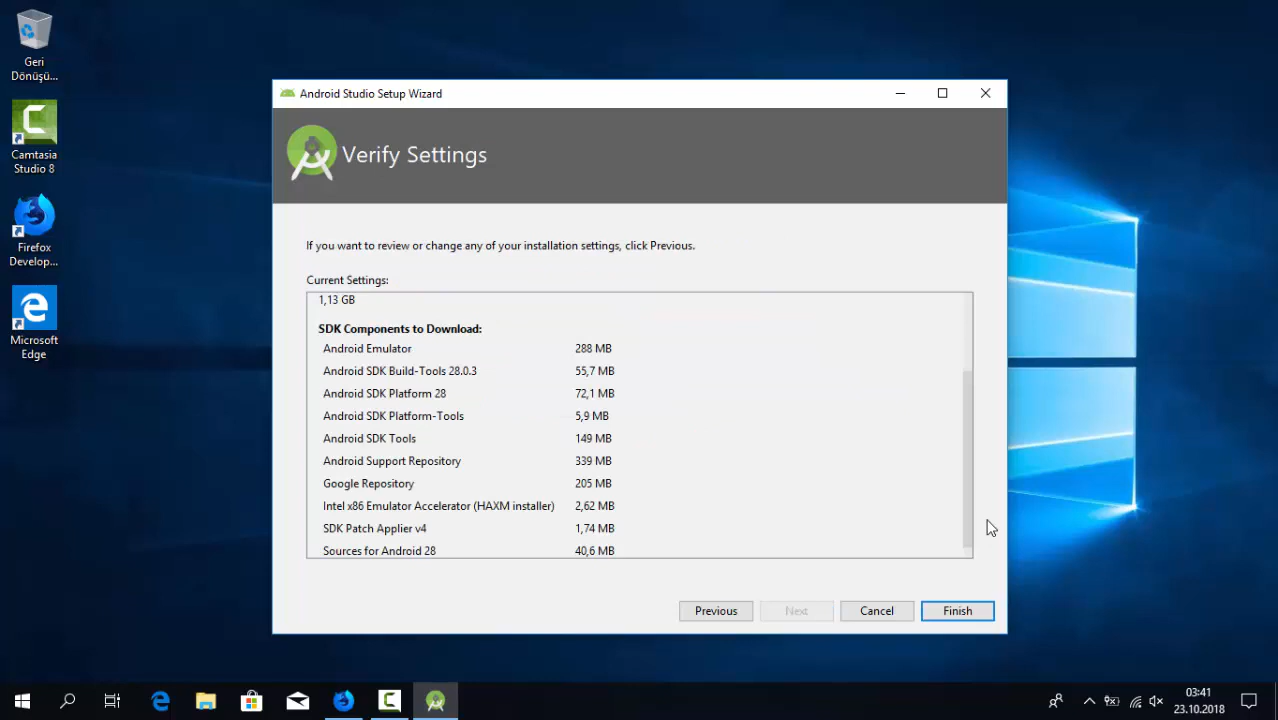 Geri
Dönüşü...
Camtasia
Studio 8
Firefox
Develop...
Microsoft
Edge
Android Studio Setup Wizard
Verify Settings
If you want to review or change any of your installation settings, click Previous.
Current Settings:
1,13 GB
SDK Components to Download:
Android Emulator 288 MB
Android SDK Build-Tools 28.0.3 55,7 MB
Android SDK Platform 28 72,1 MB
Android SDK Platform-Tools 5,9 MB
Android SDK Tools 149 MB
Android Support Repository 339 MB
Google Repository 205 MB
Intel x86 Emulator Accelerator (HAXM installer) 2,62 MB
SDK Patch Applier v4 1,74 MB
Sources for Android 28 40,6 MB
Previous Next Cancel Finish
03:41
23.10.2018